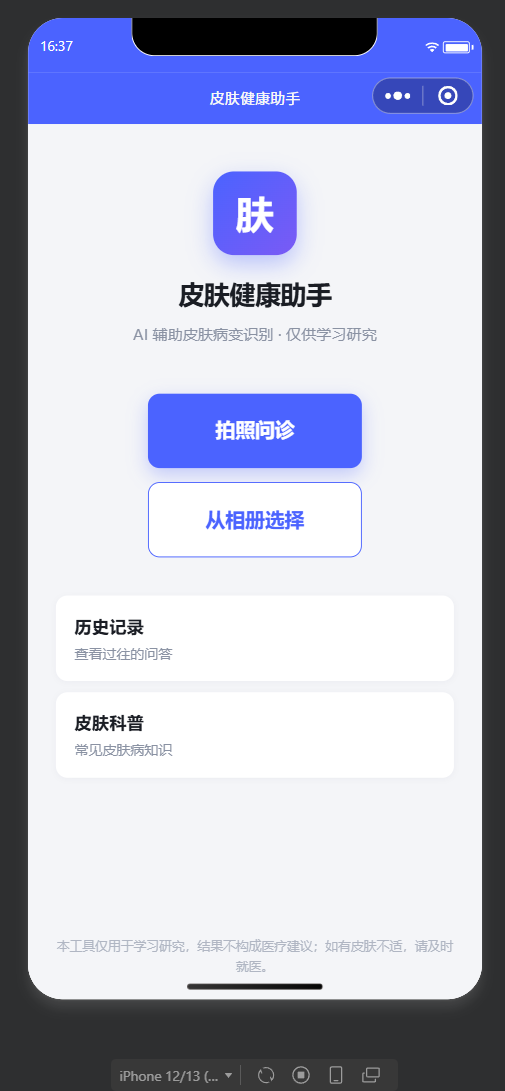 16:37
皮肤健康助手
肤
皮肤健康助手
AI 辅助皮肤病变识别 · 仅供学习研究
拍照问诊
从相册选择
历史记录
查看过往的问答
皮肤科普
常见皮肤病知识
本工具仅用于学习研究，结果不构成医疗建议；如有皮肤不适，请及时
就医。
iPhone 12/13 (...